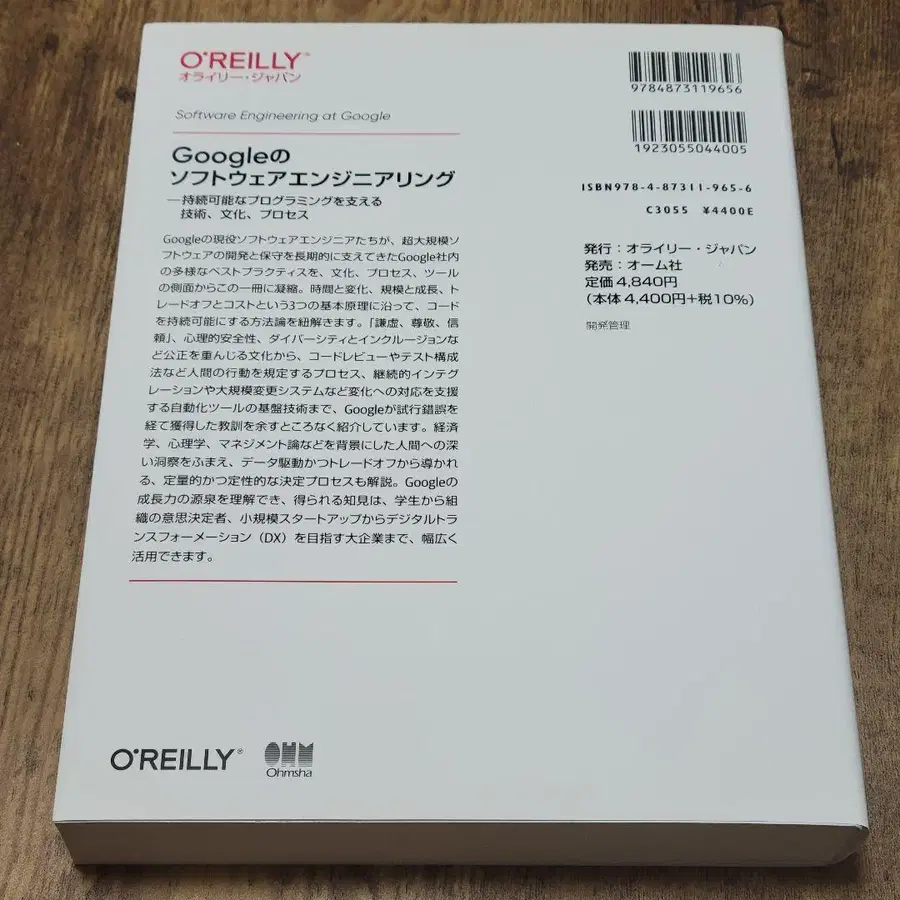 O'REILLY®
オライリー・ジャパン
Software Engineering at Google
Googleの
ソフトウェアエンジニアリング
―持続可能なプログラミングを支える
技術、文化、プロセス
Googleの現役ソフトウェアエンジニアたちが、超大規模ソ
フトウェアの開発と保守を長期的に支えてきたGoogle社内
の多様なベストプラクティスを、文化、プロセス、ツール
の側面からこの一冊に凝縮。時間と変化、規模と成長、ト
レードオフとコストという3つの基本原理に沿って、コード
を持続可能にする方法論を紐解きます。「謙虚、尊敬、信
頼」、心理的安全性、ダイバーシティとインクルージョンな
ど公正を重んじる文化から、コードレビューやテスト構成
法など人間の行動を規定するプロセス、継続的インテグ
レーションや大規模変更システムなど変化への対応を支援
する自動化ツールの基盤技術まで、Googleが試行錯誤を
経て獲得した教訓を余すところなく紹介しています。経済
学、心理学、マネジメント論などを背景にした人間への深
い洞察をふまえ、データ駆動かつトレードオフから導かれ
る、定量的かつ定性的な決定プロセスも解説。Googleの
成長力の源泉を理解でき、得られる知見は、学生から組
織の意思決定者、小規模スタートアップからデジタルトラ
ンスフォーメーション（DX）を目指す大企業まで、幅広く
活用できます。
9784873119656
1923055044005
ISBN978-4-87311-965-6
C3055 ¥4400E
発行：オライリー・ジャパン
発売：オーム社
定価4,840円
（本体4,400円+税10%）
開発管理
O'REILLY®
OHM
Ohmsha